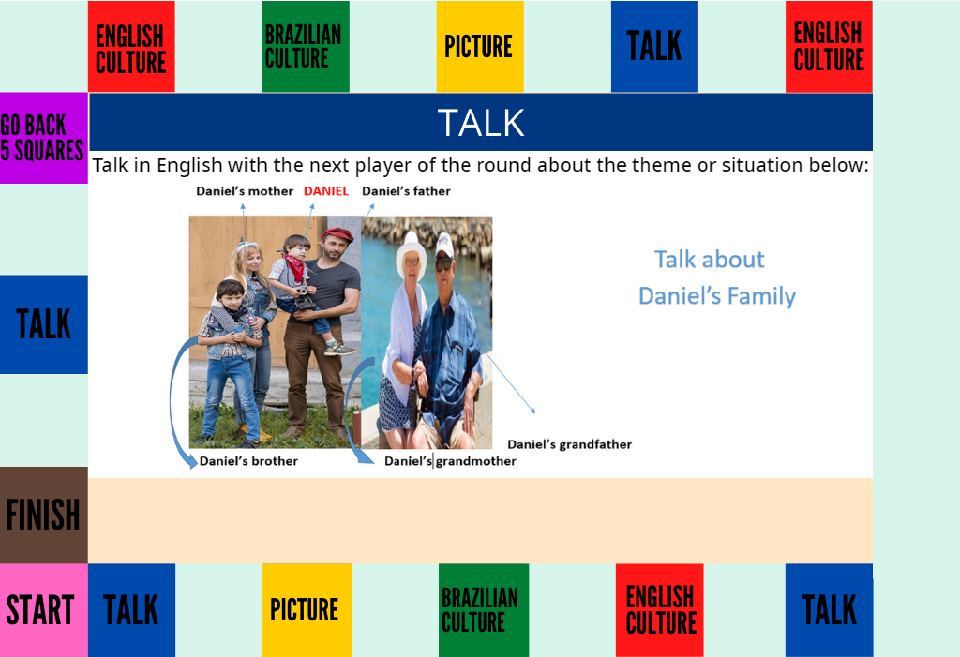 ENGLISH
CULTURE
BRAZILIAN
CULTURE
PICTURE
TALK
ENGLISH
CULTURE
GO BACK
5 SQUARES
TALK
Talk in English with the next player of the round about the theme or situation below:
Daniel's mother DANIEL Daniel's father
Talk about
Daniel's Family
TALK
Daniel's grandfather
Daniel's brother
Daniel's grandmother
FINISH
START
TALK
PICTURE
BRAZILIAN
CULTURE
ENGLISH
CULTURE
TALK